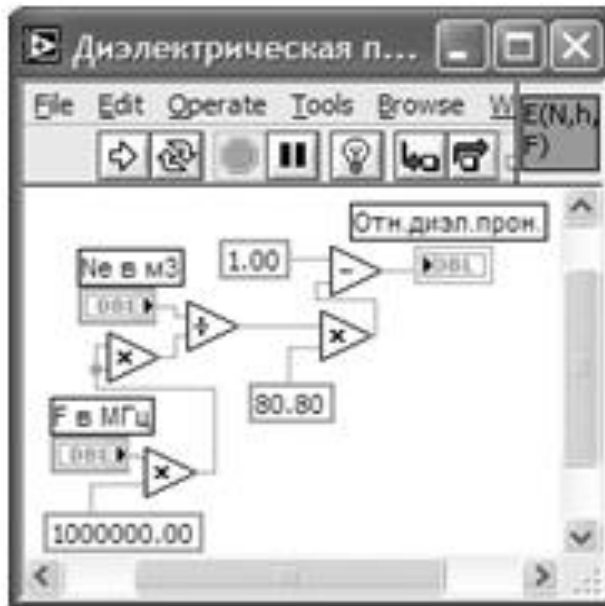 Диэлектрическая п...
File Edit Operate Tools Browse W
E(N,h,
F)
Отн.диэл.прон.
1.00
Ne в м3
DBL
DBL
80.80
F в МГц
DBL
1000000.00